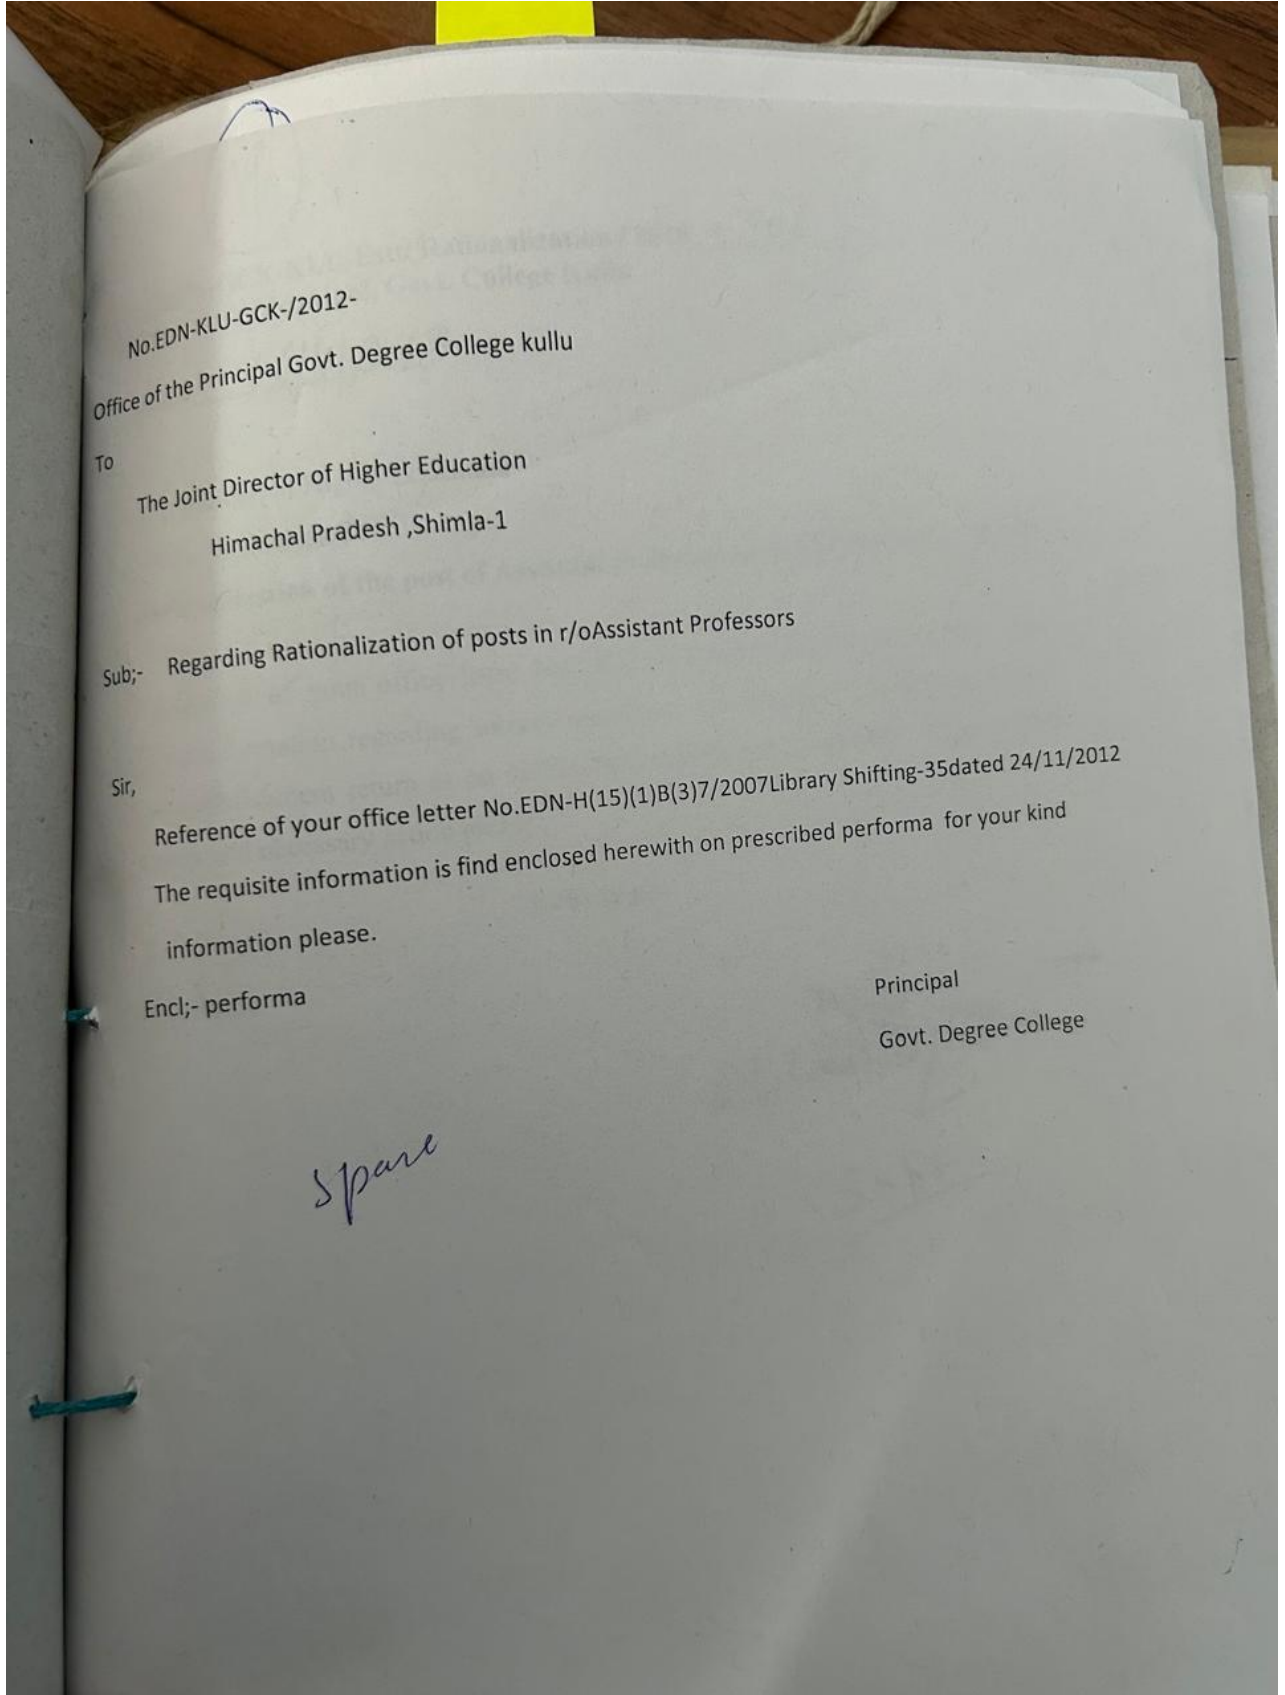 No.EDN-KLU-GCK-/2012-
Office of the Principal Govt. Degree College kullu
To
The Joint Director of Higher Education
Himachal Pradesh ,Shimla-1
Sub;- Regarding Rationalization of posts in r/oAssistant Professors
Sir,
Reference of your office letter No.EDN-H(15)(1)B(3)7/2007Library Shifting-35dated 24/11/2012
The requisite information is find enclosed herewith on prescribed performa for your kind
information please.
Encl;- performa
Principal
Govt. Degree College
Spare